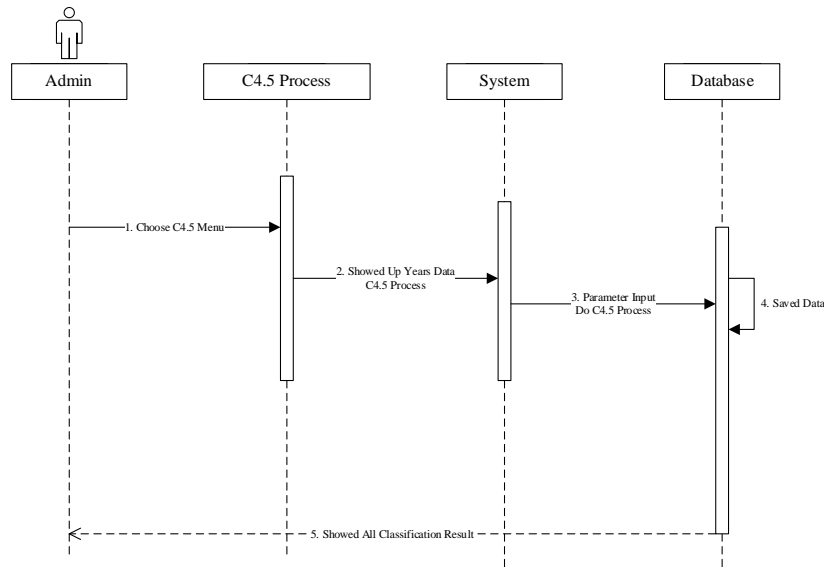 Admin
C4.5 Process
System
Database
1. Choose C4.5 Menu
2. Showed Up Years Data
C4.5 Process
3. Parameter Input
Do C4.5 Process
4. Saved Data
5. Showed All Classification Result